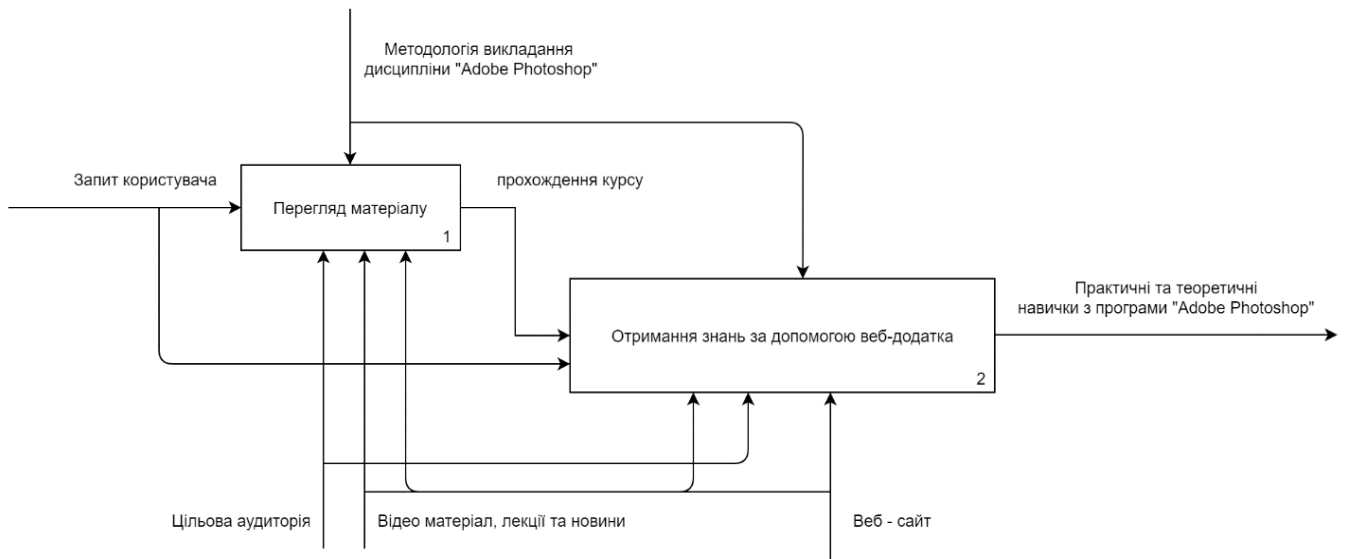 Методологія викладання
дисципліни "Adobe Photoshop"
Запит користувача
Перегляд матеріалу
1
прохождення курсу
Отримання знань за допомогою веб-додатка
2
Практичні та теоретичні
навички з програми "Adobe Photoshop"
Цільова аудиторія
Відео матеріал, лекції та новини
Веб - сайт